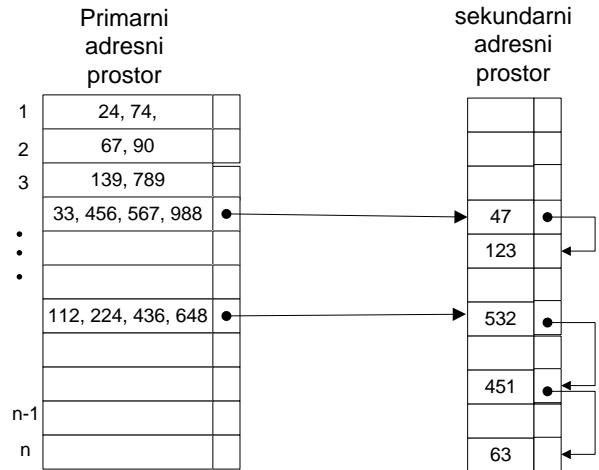 Primarni
adresni
prostor
sekundarni
adresni
prostor
1 24, 74,
2 67, 90
3 139, 789
33, 456, 567, 988
47
123
112, 224, 436, 648
532
451
n-1
n
63